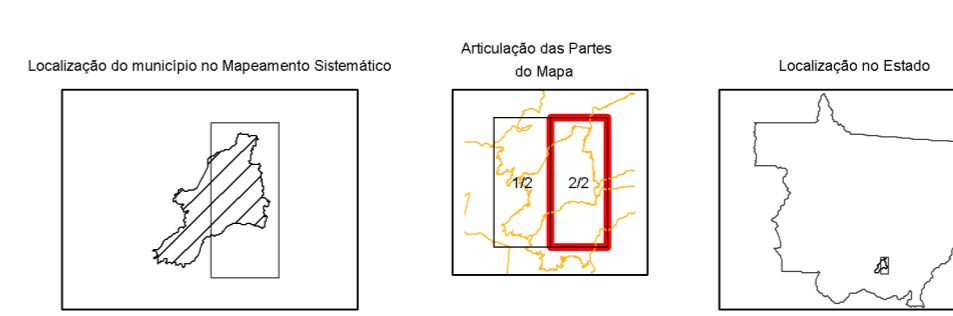 Localização do município no Mapeamento Sistemático
Articulação das Partes
do Mapa
1/2
2/2
Localização no Estado